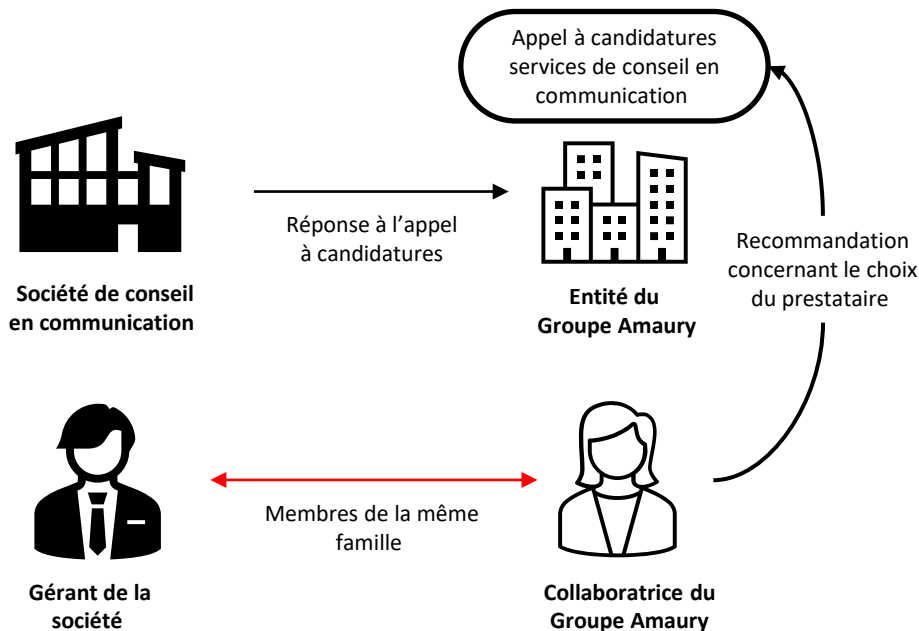 Appel à candidatures
services de conseil en
communication
Réponse à l’appel
à candidatures
Recommandation
concernant le choix
du prestataire
Société de conseil
en communication
Entité du
Groupe Amaury
Membres de la même
famille
Gérant de la
société
Collaboratrice du
Groupe Amaury